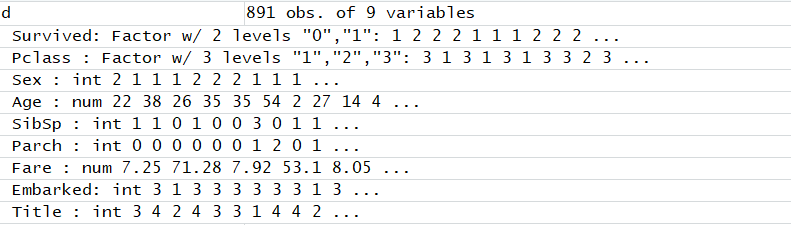 d 891 obs. of 9 variables
Survived: Factor w/ 2 levels "0","1": 1 2 2 2 1 1 1 2 2 2 ...
Pclass : Factor w/ 3 levels "1","2","3": 3 1 3 1 3 1 3 3 2 3 ...
Sex : int 2 1 1 1 2 2 2 1 1 1 ...
Age : num 22 38 26 35 35 54 2 27 14 4 ...
SibSp : int 1 1 0 1 0 0 3 0 1 1 ...
Parch : int 0 0 0 0 0 0 1 2 0 1 ...
Fare : num 7.25 71.28 7.92 53.1 8.05 ...
Embarked: int 3 1 3 3 3 3 3 3 1 3 ...
Title : int 3 4 2 4 3 3 1 4 4 2 ...